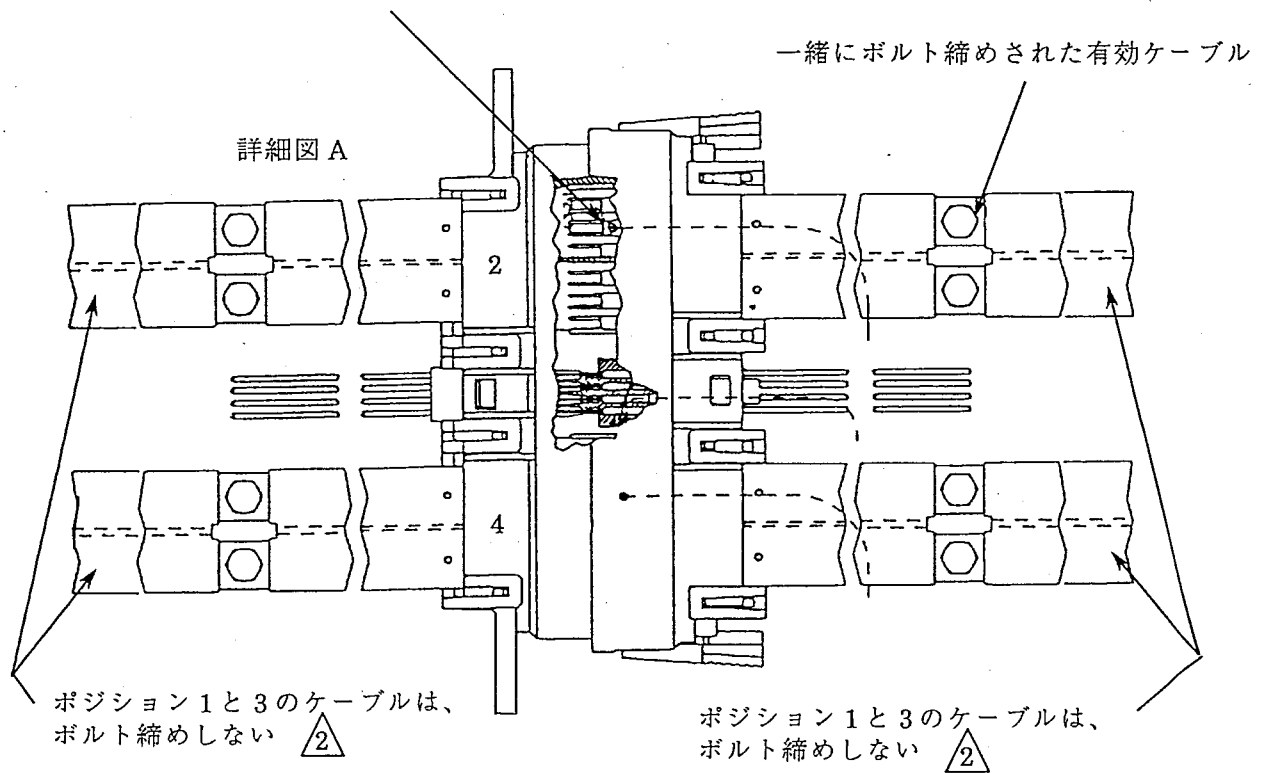 一緒にボルト締めされた有効ケーブル
詳細図 A
2
4
ポジション1と3のケーブルは、
ボルト締めしない 2
ポジション1と3のケーブルは、
ボルト締めしない 2